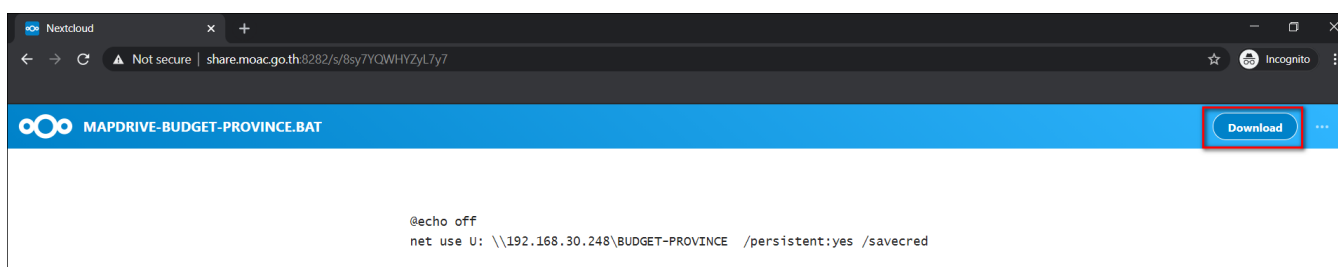 Nextcloud
Not secure | share.moac.go.th:8282/s/8sy7YQWHYZyL7y7
Incognito
MAPDRIVE-BUDGET-PROVINCE.BAT
Download
@echo off
net use U: \\192.168.30.248\BUDGET-PROVINCE  /persistent:yes /savecred